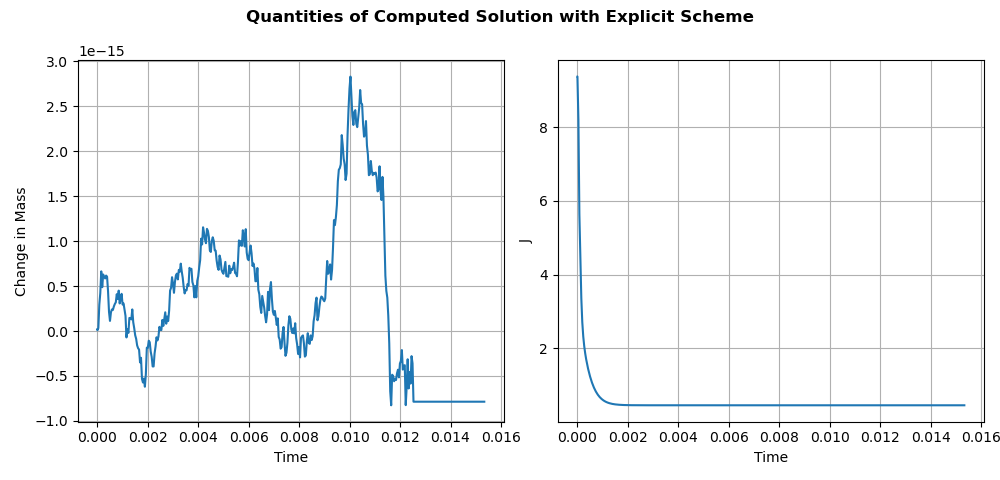 Quantities of Computed Solution with Explicit Scheme
1e−15
3.0
2.5
2.0
1.5
1.0
0.5
0.0
−0.5
−1.0
Change in Mass
0.000 0.002 0.004 0.006 0.008 0.010 0.012 0.014 0.016
Time
8
6
4
2
J
0.000 0.002 0.004 0.006 0.008 0.010 0.012 0.014 0.016
Time